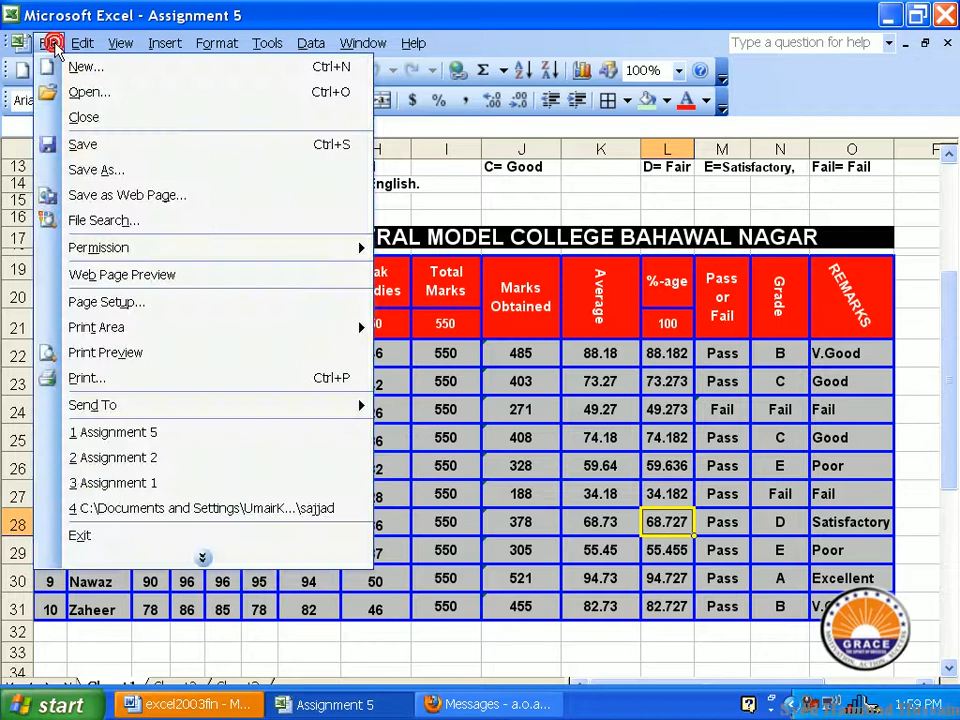 Microsoft Excel - Assignment 5
Edit View Insert Format Tools Data Window Help
Type a question for help
$ % , 100%
New... Ctrl+N
Open... Ctrl+O
Close
Save Ctrl+S
Save As...
Save as Web Page...
File Search...
Permission
Web Page Preview
Page Setup...
Print Area
Print Preview
Print... Ctrl+P
Send To
1 Assignment 5
2 Assignment 2
3 Assignment 1
4 C:\Documents and Settings\UmairK...\sajjad
Exit
H I J K L M N O
13 C= Good D= Fair E=Satisfactory, Fail= Fail
14 English.
15
16
17 RAL MODEL COLLEGE BAHAWAL NAGAR
19 Total Marks Marks Obtained Average %-age Pass or Fail Grade REMARKS
20
21 550 100
22 550 485 88.18 88.182 Pass B V.Good
23 550 403 73.27 73.273 Pass C Good
24 550 271 49.27 49.273 Fail Fail Fail
25 550 408 74.18 74.182 Pass C Good
26 550 328 59.64 59.636 Pass E Poor
27 550 188 34.18 34.182 Pass Fail Fail
28 550 378 68.73 68.727 Pass D Satisfactory
29 550 305 55.45 55.455 Pass E Poor
30 9 Nawaz 90 96 96 95 94 50 550 521 94.73 94.727 Pass A Excellent
31 10 Zaheer 78 86 85 78 82 46 550 455 82.73 82.727 Pass B
32
33
34
GRACE
start excel2003fin - M... Assignment 5 Messages - a.o.a... 1:59 PM